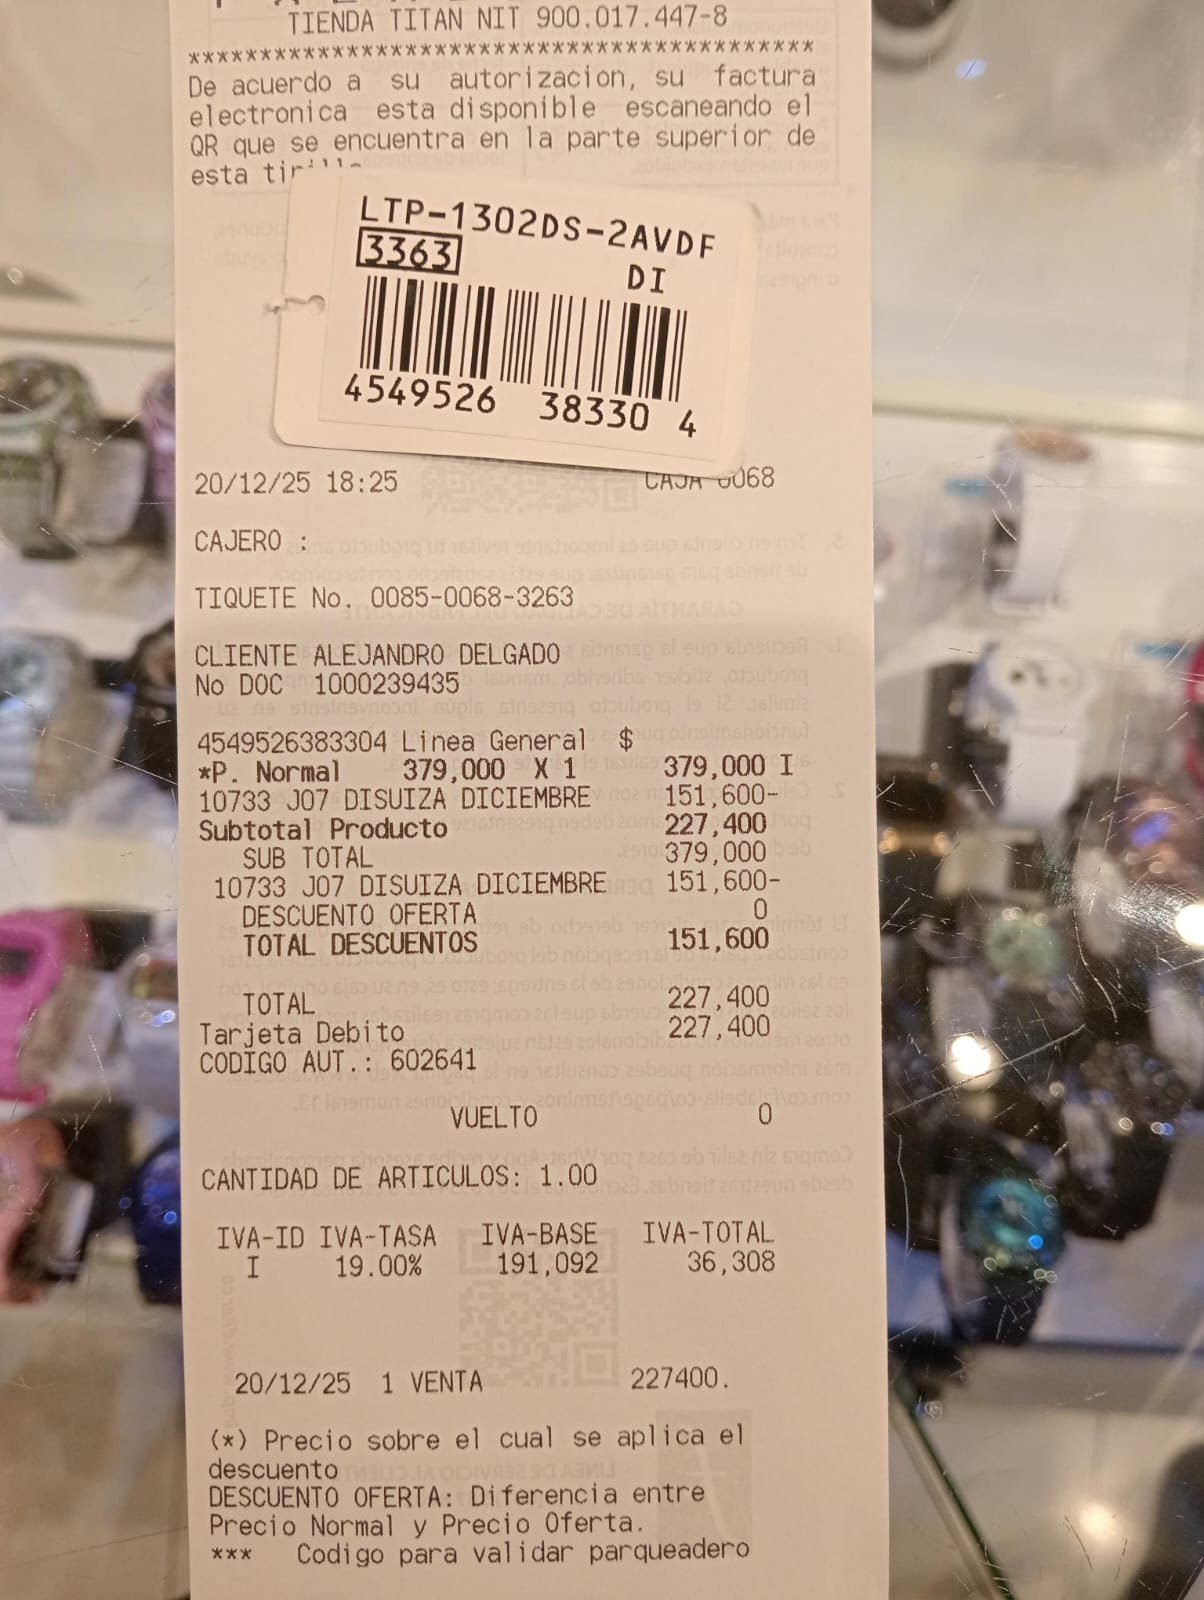 TIENDA TITAN NIT 900.017.447-8
*******************************************
De acuerdo a su autorizacion, su factura
electronica esta disponible escaneando el
QR que se encuentra en la parte superior de
esta
LTP-1302DS-2AVDF
3363
DI
4549526 38330 4
20/12/25 18:25 CAJA 0068
CAJERO :
TIQUETE No. 0085-0068-3263
CLIENTE ALEJANDRO DELGADO
No DOC 1000239435
4549526383304 Linea General $
*P. Normal 379,000 X 1 379,000 I
10733 J07 DISUIZA DICIEMBRE 151,600-
Subtotal Producto 227,400
SUB TOTAL 379,000
10733 J07 DISUIZA DICIEMBRE 151,600-
DESCUENTO OFERTA 0
TOTAL DESCUENTOS 151,600
TOTAL 227,400
Tarjeta Debito 227,400
CODIGO AUT.: 602641
VUELTO 0
CANTIDAD DE ARTICULOS: 1.00
IVA-ID IVA-TASA IVA-BASE IVA-TOTAL
I 19.00% 191,092 36,308
20/12/25 1 VENTA 227400.
(*) Precio sobre el cual se aplica el
descuento
DESCUENTO OFERTA: Diferencia entre
Precio Normal y Precio Oferta.
*** Codigo para validar parqueadero